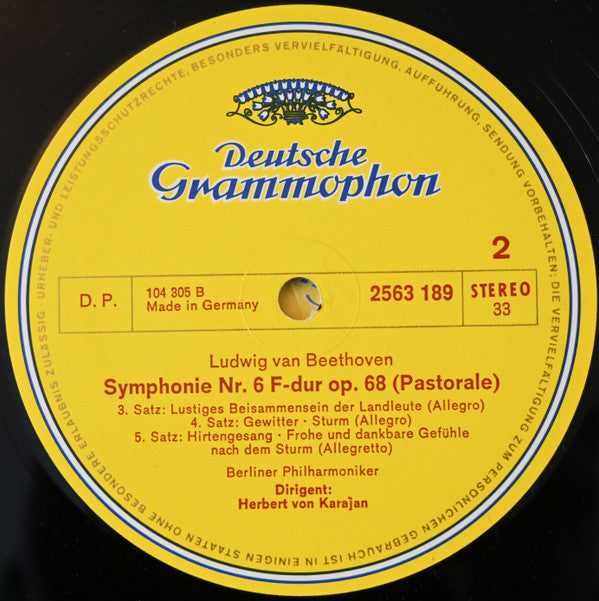 Deutsche
Grammophon
2
D. P.
104 305 B
Made in Germany
2563 189
STEREO
33
Ludwig van Beethoven
Symphonie Nr. 6 F-dur op. 68 (Pastorale)
3. Satz: Lustiges Beisammensein der Landleute (Allegro)
4. Satz: Gewitter · Sturm (Allegro)
5. Satz: Hirtengesang · Frohe und dankbare Gefühle
nach dem Sturm (Allegretto)
Berliner Philharmoniker
Dirigent:
Herbert von Karajan
URHEBER- UND LEISTUNGSSCHUTZRECHTE, BESONDERS VERVIELFÄLTIGUNG, AUFFÜHRUNG, SENDUNG VORBEHALTEN; DIE VERVIELFÄLTIGUNG ZUM PERSÖNLICHEN GEBRAUCH IST IN EINIGEN STAATEN OHNE BESONDERE ERLAUBNIS ZULÄSSIG ·